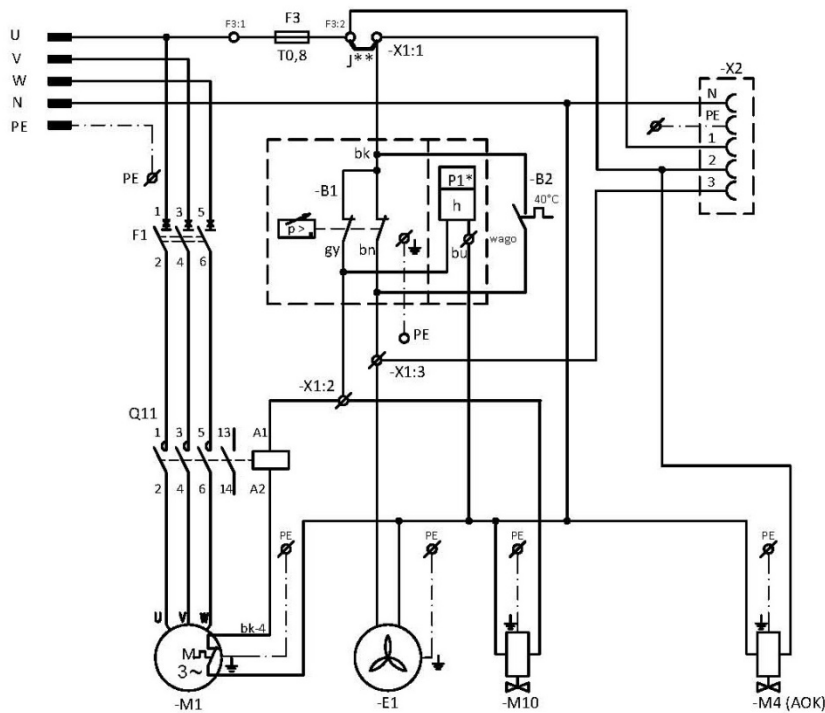 U
V
W
N
PE
F3:1
F3
T0,8
F3:2
J**
-X1:1
-X2
N
PE
1
2
3
PE
bk
-B1
p>
gy
bn
P1*
h
bu
-B2
40°C
wago
1 3 5
F1
2 4 6
PE
-X1:3
-X1:2
Q11
1 3 5 13 A1
2 4 6 14 A2
PE
PE
PE
PE
U V W
bk-4
M
3~
-M1
-E1
-M10
-M4 (AOK)